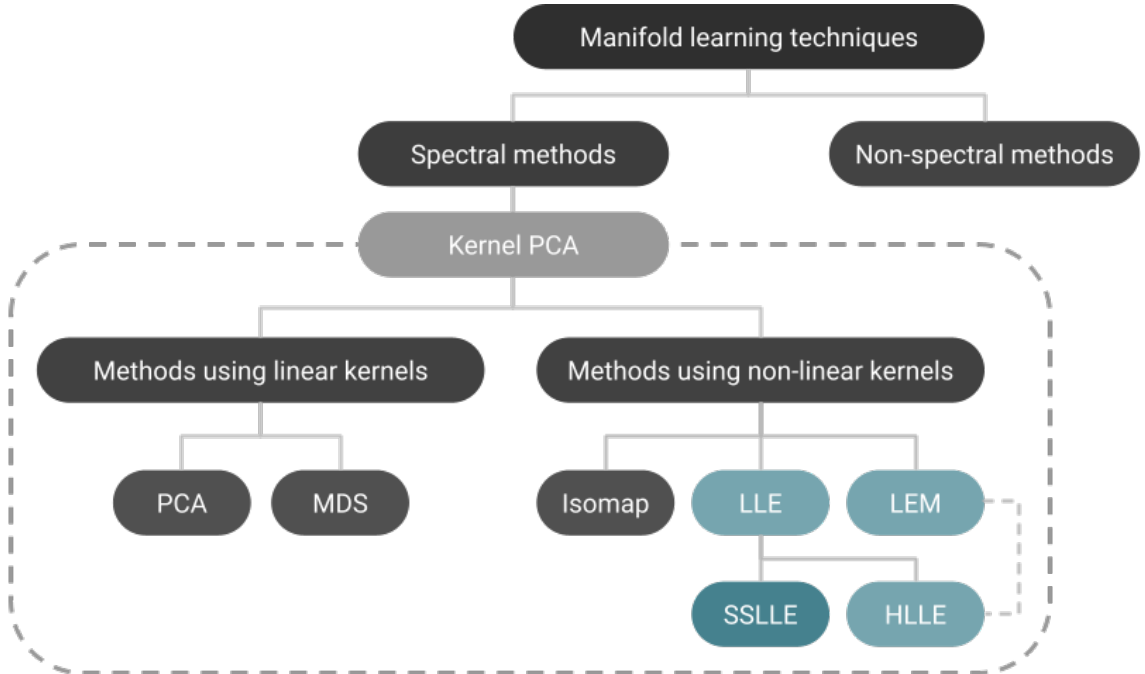 Manifold learning techniques
Spectral methods
Non-spectral methods
Kernel PCA
Methods using linear kernels
Methods using non-linear kernels
PCA
MDS
Isomap
LLE
LEM
SSLLE
HLLE